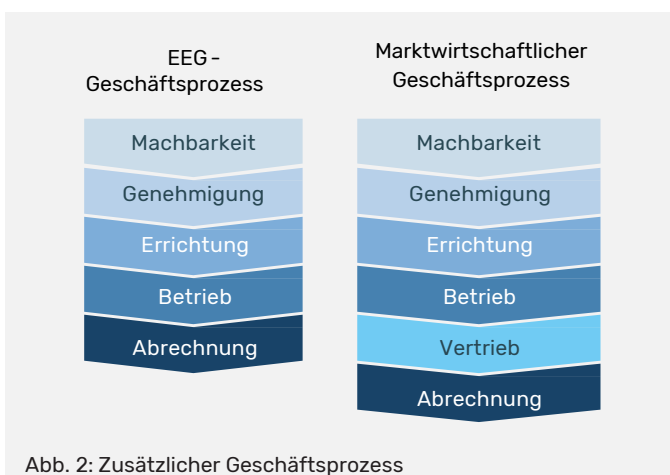 EEG -
Geschäftsprozess
Machbarkeit
Genehmigung
Errichtung
Betrieb
Abrechnung
Marktwirtschaftlicher
Geschäftsprozess
Machbarkeit
Genehmigung
Errichtung
Betrieb
Vertrieb
Abrechnung
Abb. 2: Zusätzlicher Geschäftsprozess